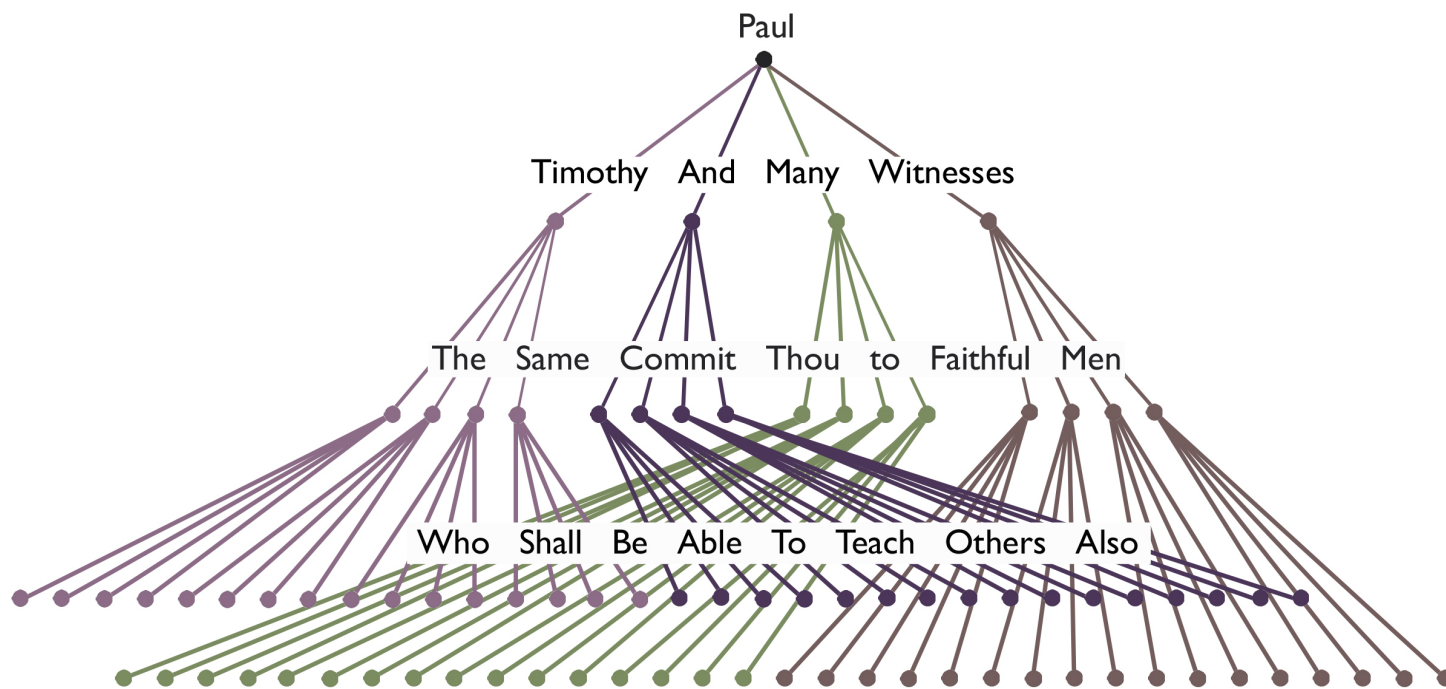 Paul
Timothy And Many Witnesses
The Same Commit Thou to Faithful Men
Who Shall Be Able To Teach Others Also